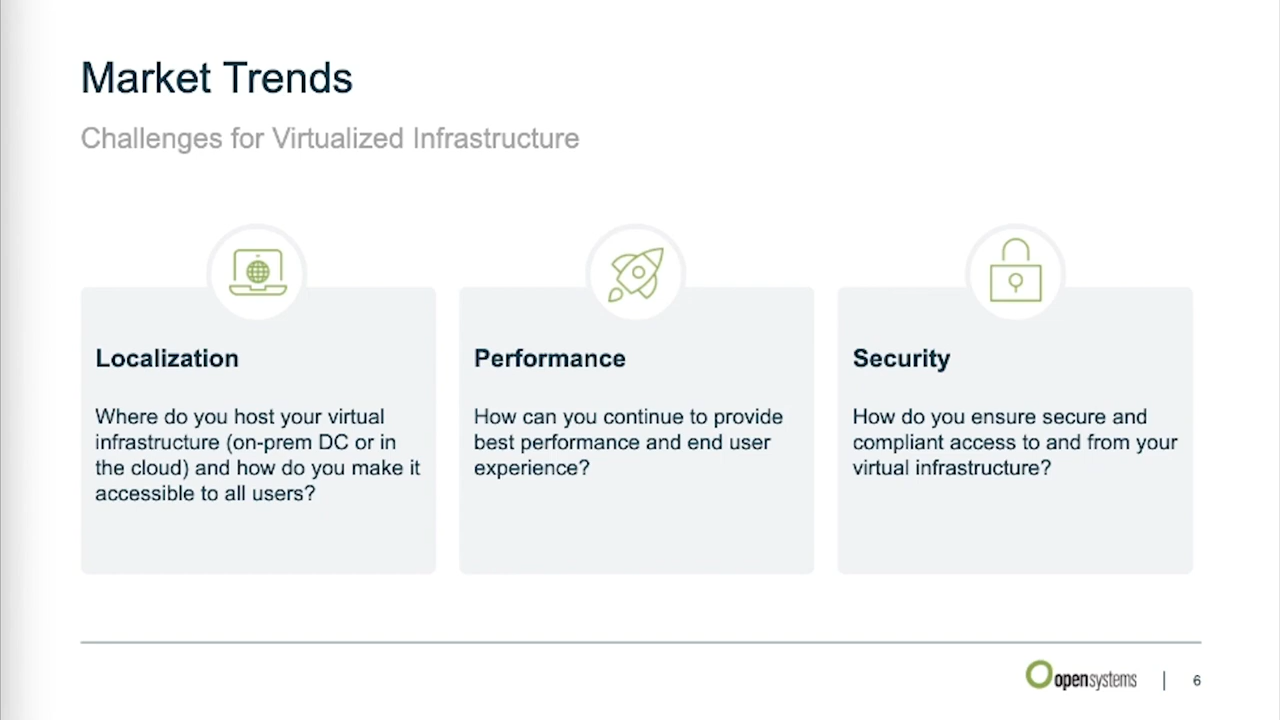 Market Trends
Challenges for Virtualized Infrastructure
Localization
Where do you host your virtual
infrastructure (on-prem DC or in
the cloud) and how do you make it
accessible to all users?
Performance
How can you continue to provide
best performance and end user
experience?
Security
How do you ensure secure and
compliant access to and from your
virtual infrastructure?
opensystems | 6